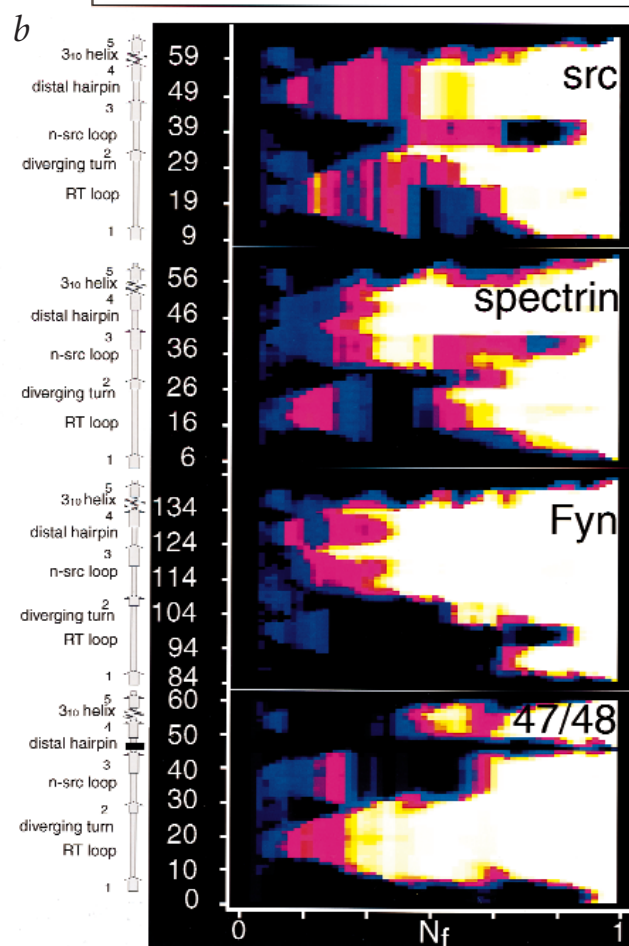 b
src
5
3₁₀ helix
4
distal hairpin
3
n-src loop
2
diverging turn
RT loop
1
59
49
39
29
19
9
spectrin
5
3₁₀ helix
4
distal hairpin
3
n-src loop
2
diverging turn
RT loop
1
56
46
36
26
16
6
Fyn
5
3₁₀ helix
4
distal hairpin
3
n-src loop
2
diverging turn
RT loop
1
134
124
114
104
94
84
47/48
5
3₁₀ helix
4
distal hairpin
3
n-src loop
2
diverging turn
RT loop
1
60
50
40
30
20
10
0
0 Nf 1